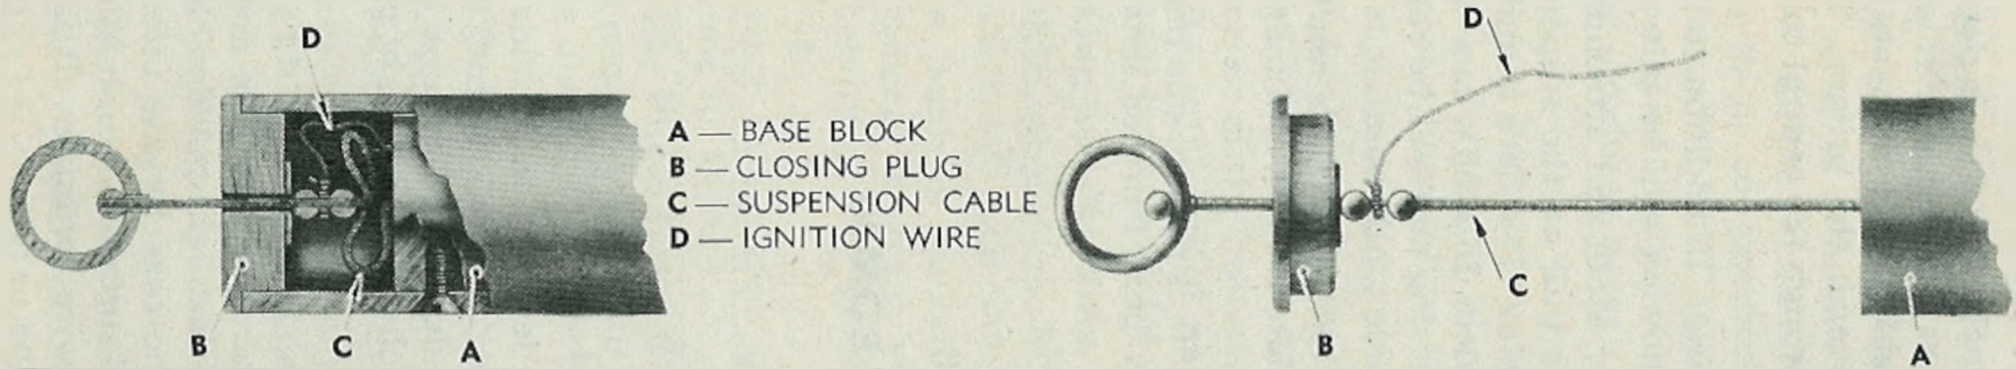 D
D
A — BASE BLOCK
B — CLOSING PLUG
C — SUSPENSION CABLE
D — IGNITION WIRE
C
B C A
B
A